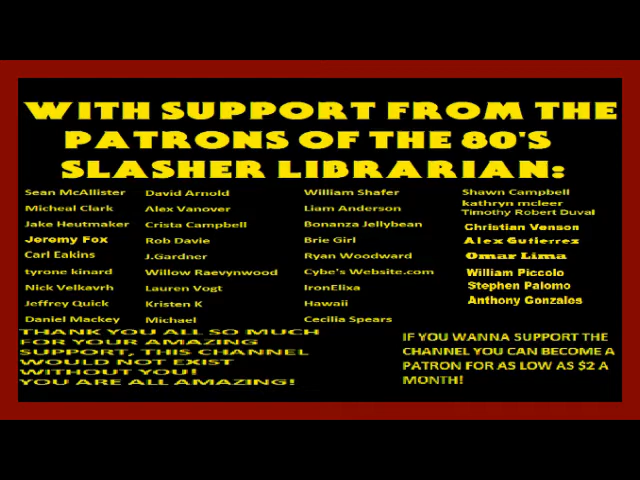 WITH SUPPORT FROM THE
PATRONS OF THE 80'S
SLASHER LIBRARIAN:
Sean McAllister
Micheal Clark
Jake Heutmaker
Jeromy Fox
Carl Eakins
tyrone kinard
Nick Velkavrh
Jeffrey Quick
Daniel Mackey
David Arnold
Alex Vanover
Crista Campbell
Rob Davie
J.Gardner
Willow Raevynwood
Lauren Vogt
Kristen K
Michael
William Shafer
Liam Anderson
Bonanza Jellybean
Brie Girl
Ryan Woodward
Cybe's Website.com
IronElixa
Hawaii
Cecilia Spears
Shawn Campbell
kathryn mcleer
Timothy Robert Duval
Christian Venson
Alex Gutierrez
Omar Lima
William Piccolo
Stephen Palomo
Anthony Gonzales
THANK YOU ALL SO MUCH
FOR YOUR AMAZING
SUPPORT, THIS CHANNEL
WOULD NOT EXIST
WITHOUT YOU!
YOU ARE ALL AMAZING!
IF YOU WANNA SUPPORT THE
CHANNEL YOU CAN BECOME A
PATRON FOR AS LOW AS $2 A
MONTH!